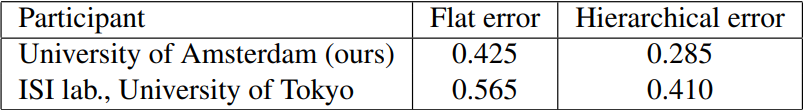 Participant Flat error Hierarchical error
University of Amsterdam (ours) 0.425 0.285
ISI lab., University of Tokyo 0.565 0.410